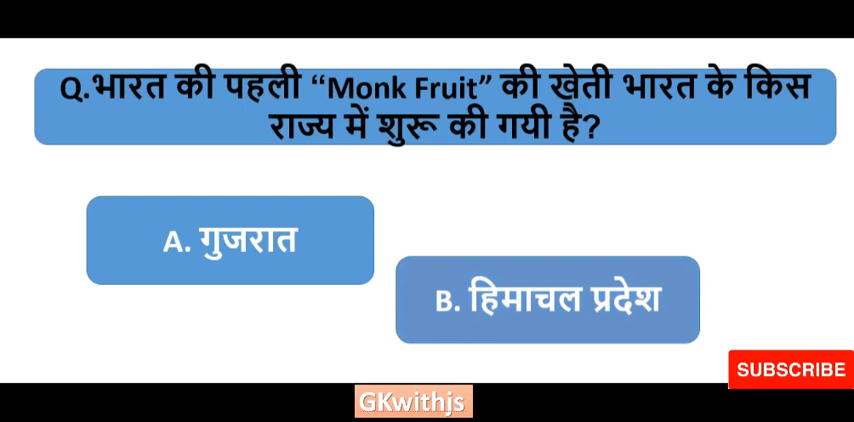 Q.भारत की पहली “Monk Fruit” की खेती भारत के किस
राज्य में शुरू की गयी है?
A. गुजरात
B. हिमाचल प्रदेश
SUBSCRIBE
GKwithjs